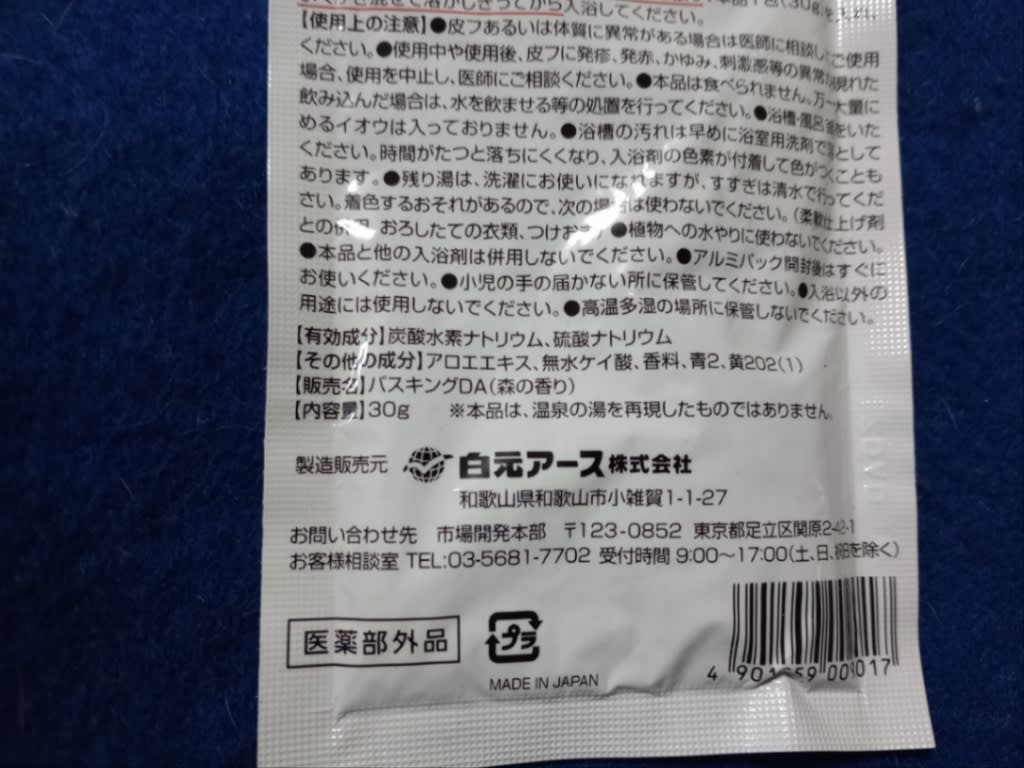 かき混ぜて溶かしきってから入浴してください。
【使用上の注意】●皮フあるいは体質に異常がある場合は医師に相談しご使用
ください。●使用中や使用後、皮フに発疹、発赤、かゆみ、刺激感等の異常が現れた
場合、使用を中止し、医師にご相談ください。●本品は食べられません。万一大量に
飲み込んだ場合は、水を飲ませる等の処置を行ってください。●浴槽・風呂釜をいた
めるイオウは入っておりません。●浴槽の汚れは早めに浴室用洗剤で落として
ください。時間がたつと落ちにくくなり、入浴剤の色素が付着して色がつくことも
あります。●残り湯は、洗濯にお使いになれますが、すすぎは清水で行ってくだ
さい。着色するおそれがあるので、次の場合は使わないでください。(柔軟仕上げ剤
との併用、おろしたての衣類、つけおき)●植物への水やりに使わないでください。
●本品と他の入浴剤は併用しないでください。●アルミパック開封後はすぐに
お使いください。●小児の手の届かない所に保管してください。●入浴以外の
用途には使用しないでください。●高温多湿の場所に保管しないでください。
【有効成分】炭酸水素ナトリウム、硫酸ナトリウム
【その他の成分】アロエエキス、無水ケイ酸、香料、青2、黄202(1)
【販売名】バスキングDA(森の香り)
【内容量】30g ※本品は、温泉の湯を再現したものではありません。
製造販売元 白元アース株式会社
和歌山県和歌山市小雑賀1-1-27
お問い合わせ先 市場開発本部 〒123-0852 東京都足立区関原2-42-1
お客様相談室 TEL:03-5681-7702 受付時間 9:00~17:00(土、日、祝日を除く)
医薬部外品
プラ
MADE IN JAPAN